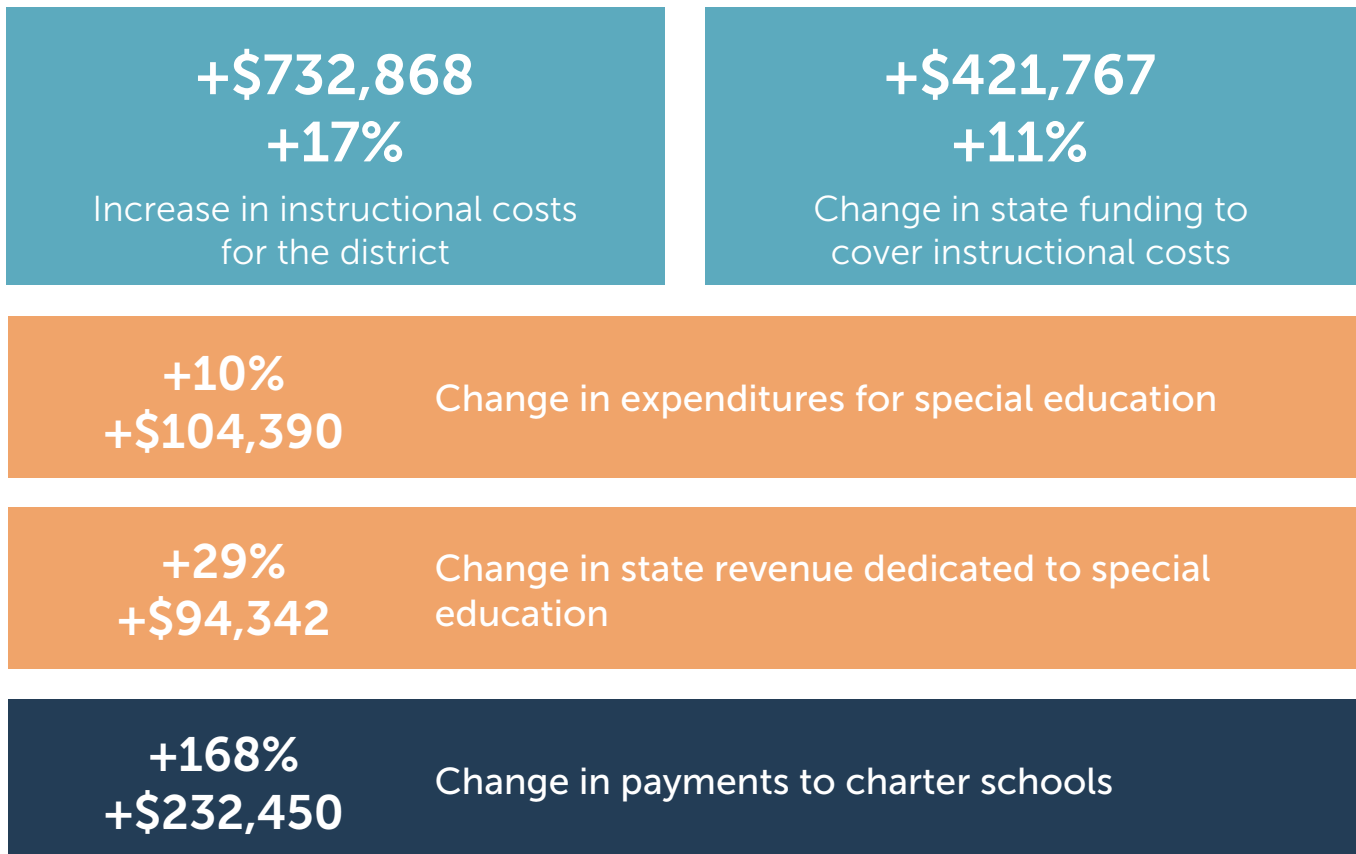 +$732,868
+17%
Increase in instructional costs
for the district
+$421,767
+11%
Change in state funding to
cover instructional costs
+10%
+$104,390
Change in expenditures for special education
+29%
+$94,342
Change in state revenue dedicated to special
education
+168%
+$232,450
Change in payments to charter schools